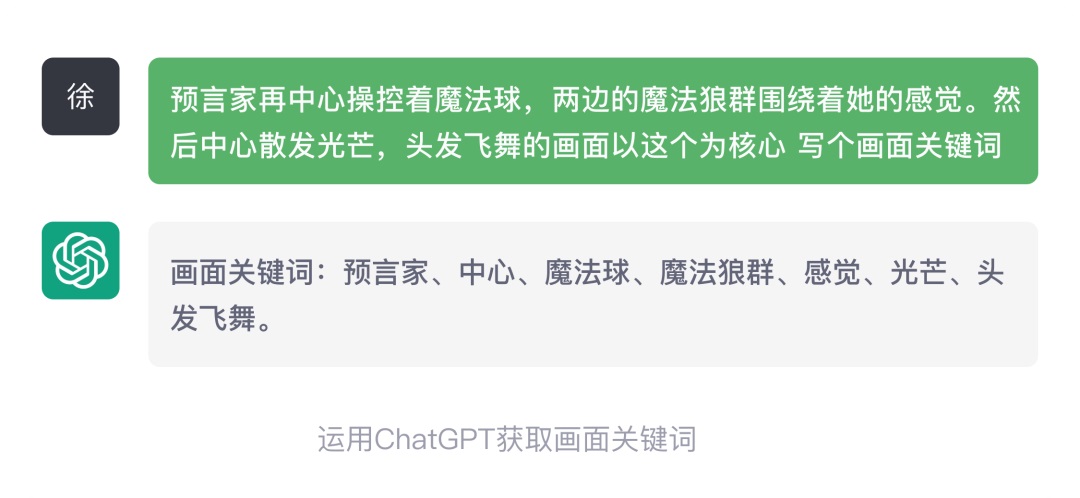 徐
预言家再中心操控着魔法球，两边的魔法狼群围绕着她的感觉。然
后中心散发光芒，头发飞舞的画面以这个为核心 写个画面关键词
画面关键词：预言家、中心、魔法球、魔法狼群、感觉、光芒、头
发飞舞。
运用ChatGPT获取画面关键词